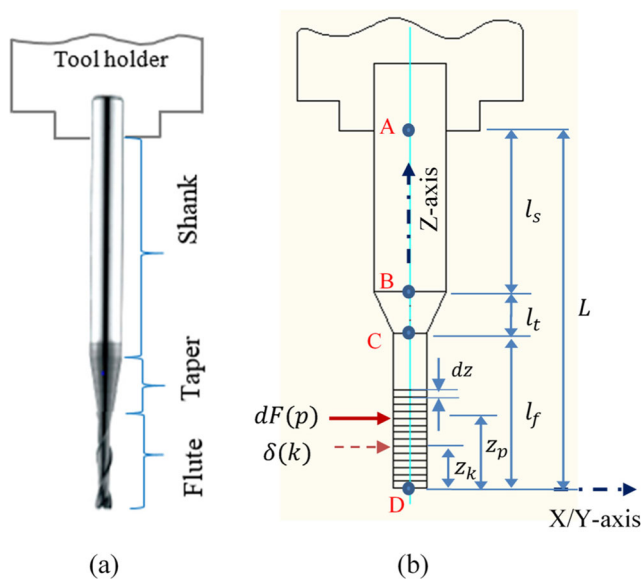 Tool holder
Shank
Taper
Flute
(a)
A
Z-axis
l_s
B
l_t
L
C
dz
dF(p)
l_f
z_p
δ(k)
z_k
D
X/Y-axis
(b)